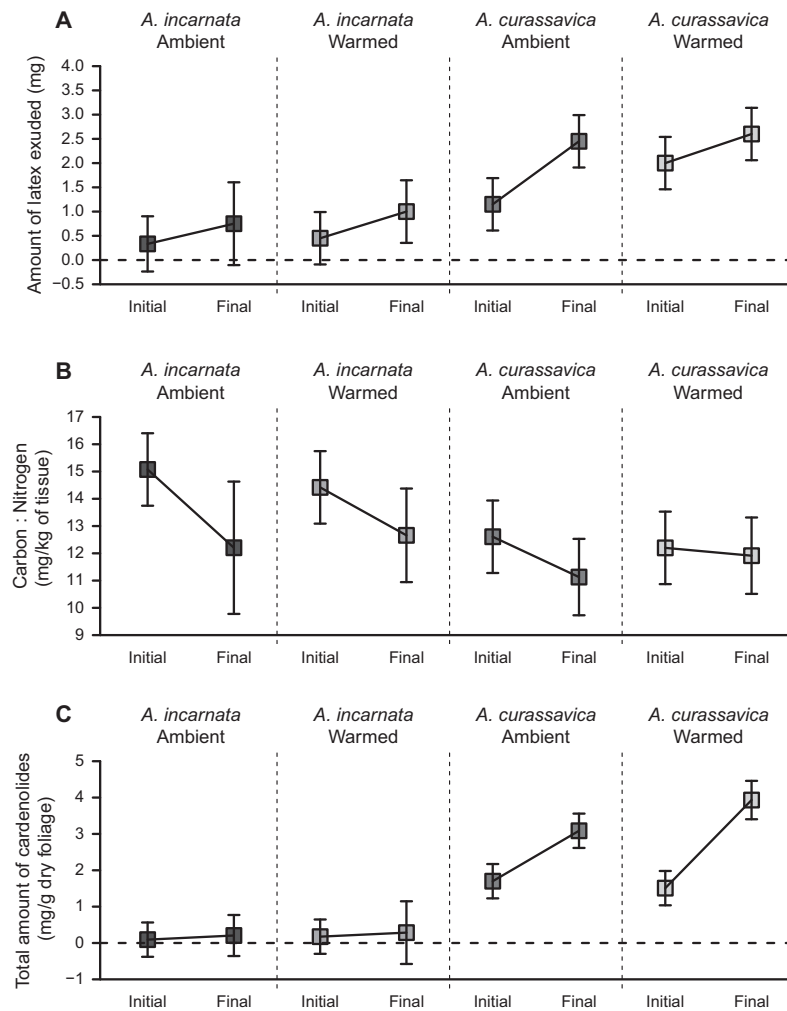 A
A. incarnata A. incarnata A. curassavica A. curassavica
Ambient Warmed Ambient Warmed
Amount of latex exuded (mg)
4.0
3.5
3.0
2.5
2.0
1.5
1.0
0.5
0.0
−0.5
Initial Final Initial Final Initial Final Initial Final
B
A. incarnata A. incarnata A. curassavica A. curassavica
Ambient Warmed Ambient Warmed
Carbon : Nitrogen
(mg/kg of tissue)
17
16
15
14
13
12
11
10
9
Initial Final Initial Final Initial Final Initial Final
C
A. incarnata A. incarnata A. curassavica A. curassavica
Ambient Warmed Ambient Warmed
Total amount of cardenolides
(mg/g dry foliage)
5
4
3
2
1
0
−1
Initial Final Initial Final Initial Final Initial Final